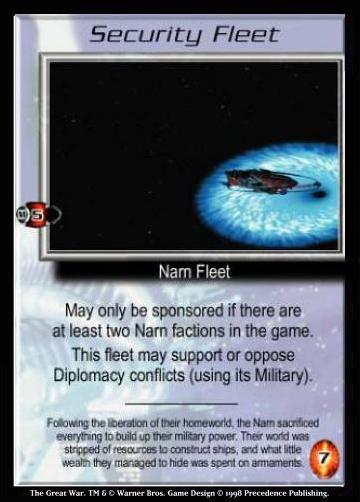 Security Fleet
M 5
Narn Fleet
May only be sponsored if there are
at least two Narn factions in the game.
This fleet may support or oppose
Diplomacy conflicts (using its Military).
Following the liberation of their homeworld, the Narn sacrificed
everything to build up their military power. Their world was
stripped of resources to construct ships, and what little
wealth they managed to hide was spent on armaments.
7
The Great War. TM & © Warner Bros. Game Design © 1998 Precedence Publishing.